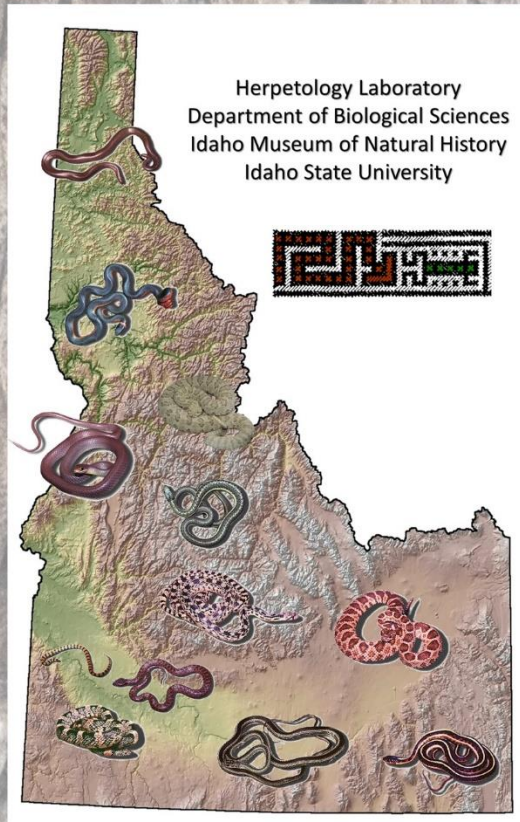 Herpetology Laboratory
Department of Biological Sciences
Idaho Museum of Natural History
Idaho State University